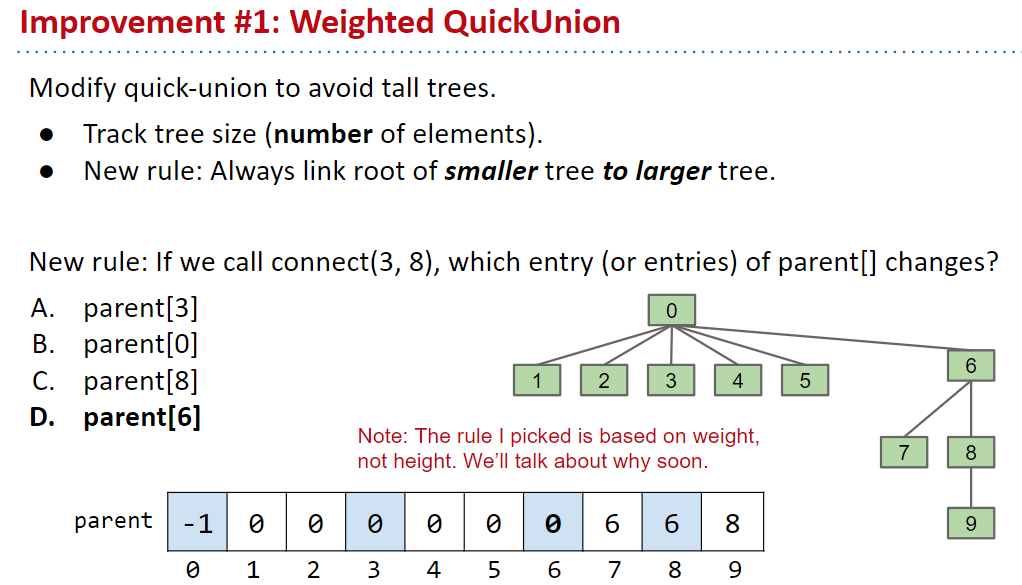 Improvement #1: Weighted QuickUnion
Modify quick-union to avoid tall trees.
● Track tree size (number of elements).
● New rule: Always link root of smaller tree to larger tree.
New rule: If we call connect(3, 8), which entry (or entries) of parent[] changes?
A. parent[3]
B. parent[0]
C. parent[8]
D. parent[6]
0
1 2 3 4 5
6
7 8
9
Note: The rule I picked is based on weight,
not height. We'll talk about why soon.
parent -1 0 0 0 0 0 0 6 6 8
0 1 2 3 4 5 6 7 8 9